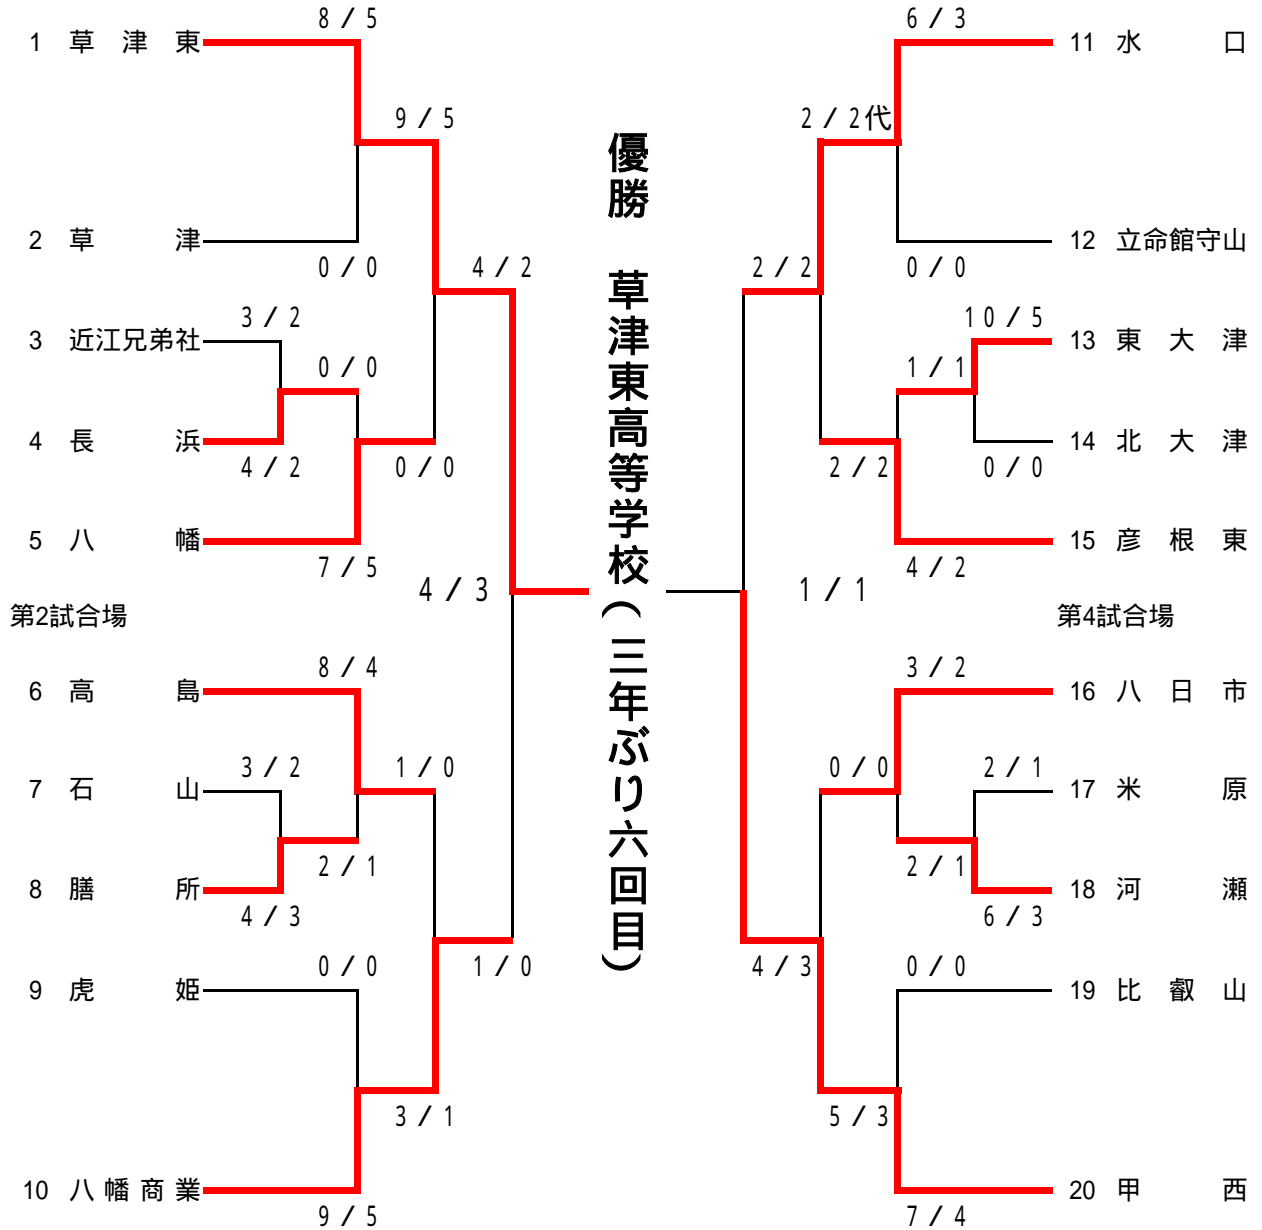 8/5
1 草津東
9/5
2 草津
0/0
4/2
3/2
3 近江兄弟社
0/0
4 長浜
4/2
0/0
5 八幡
7/5
4/3
第2試合場
8/4
6 高島
3/2
1/0
7 石山
2/1
8 膳所
4/3
0/0
1/0
9 虎姫
3/1
10 八幡商業
9/5
優勝 草津東高等学校(三年ぶり六回目)
6/3
11 水口
2/2代
12 立命館守山
2/2
0/0
10/5
13 東大津
1/1
14 北大津
2/2
0/0
15 彦根東
4/2
1/1
第4試合場
3/2
16 八日市
0/0
2/1
17 米原
2/1
18 河瀬
6/3
4/3
0/0
19 比叡山
5/3
20 甲西
7/4